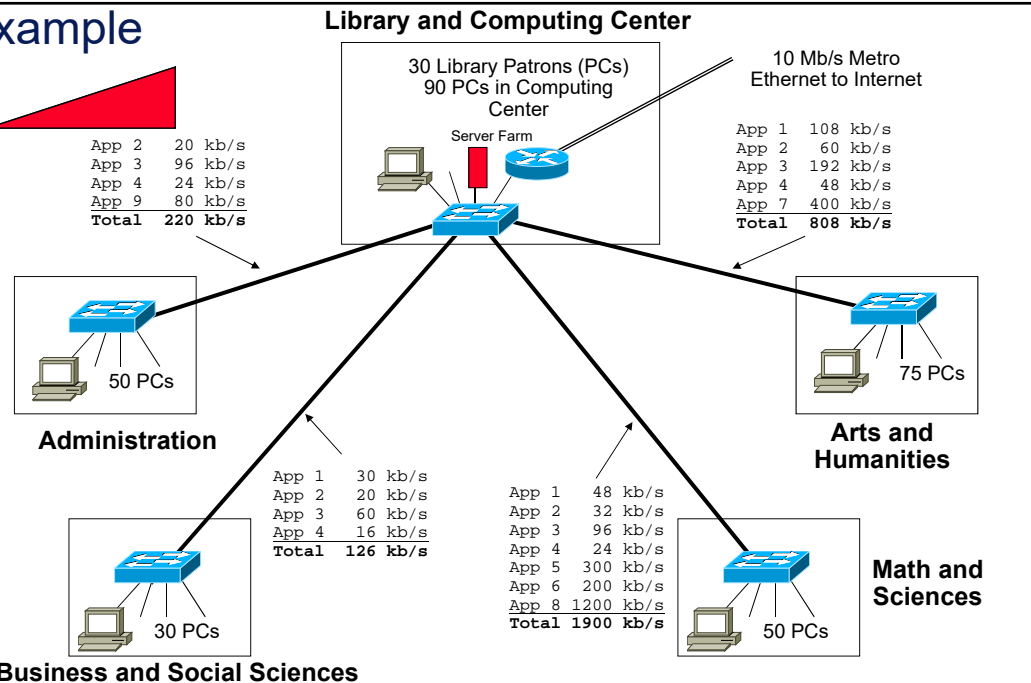 xample
Library and Computing Center
30 Library Patrons (PCs)
90 PCs in Computing
Center
Server Farm
10 Mb/s Metro
Ethernet to Internet
App 2 20 kb/s
App 3 96 kb/s
App 4 24 kb/s
App 9 80 kb/s
Total 220 kb/s
App 1 108 kb/s
App 2 60 kb/s
App 3 192 kb/s
App 4 48 kb/s
App 7 400 kb/s
Total 808 kb/s
50 PCs
Administration
75 PCs
Arts and
Humanities
App 1 30 kb/s
App 2 20 kb/s
App 3 60 kb/s
App 4 16 kb/s
Total 126 kb/s
App 1 48 kb/s
App 2 32 kb/s
App 3 96 kb/s
App 4 24 kb/s
App 5 300 kb/s
App 6 200 kb/s
App 8 1200 kb/s
Total 1900 kb/s
30 PCs
Business and Social Sciences
50 PCs
Math and
Sciences